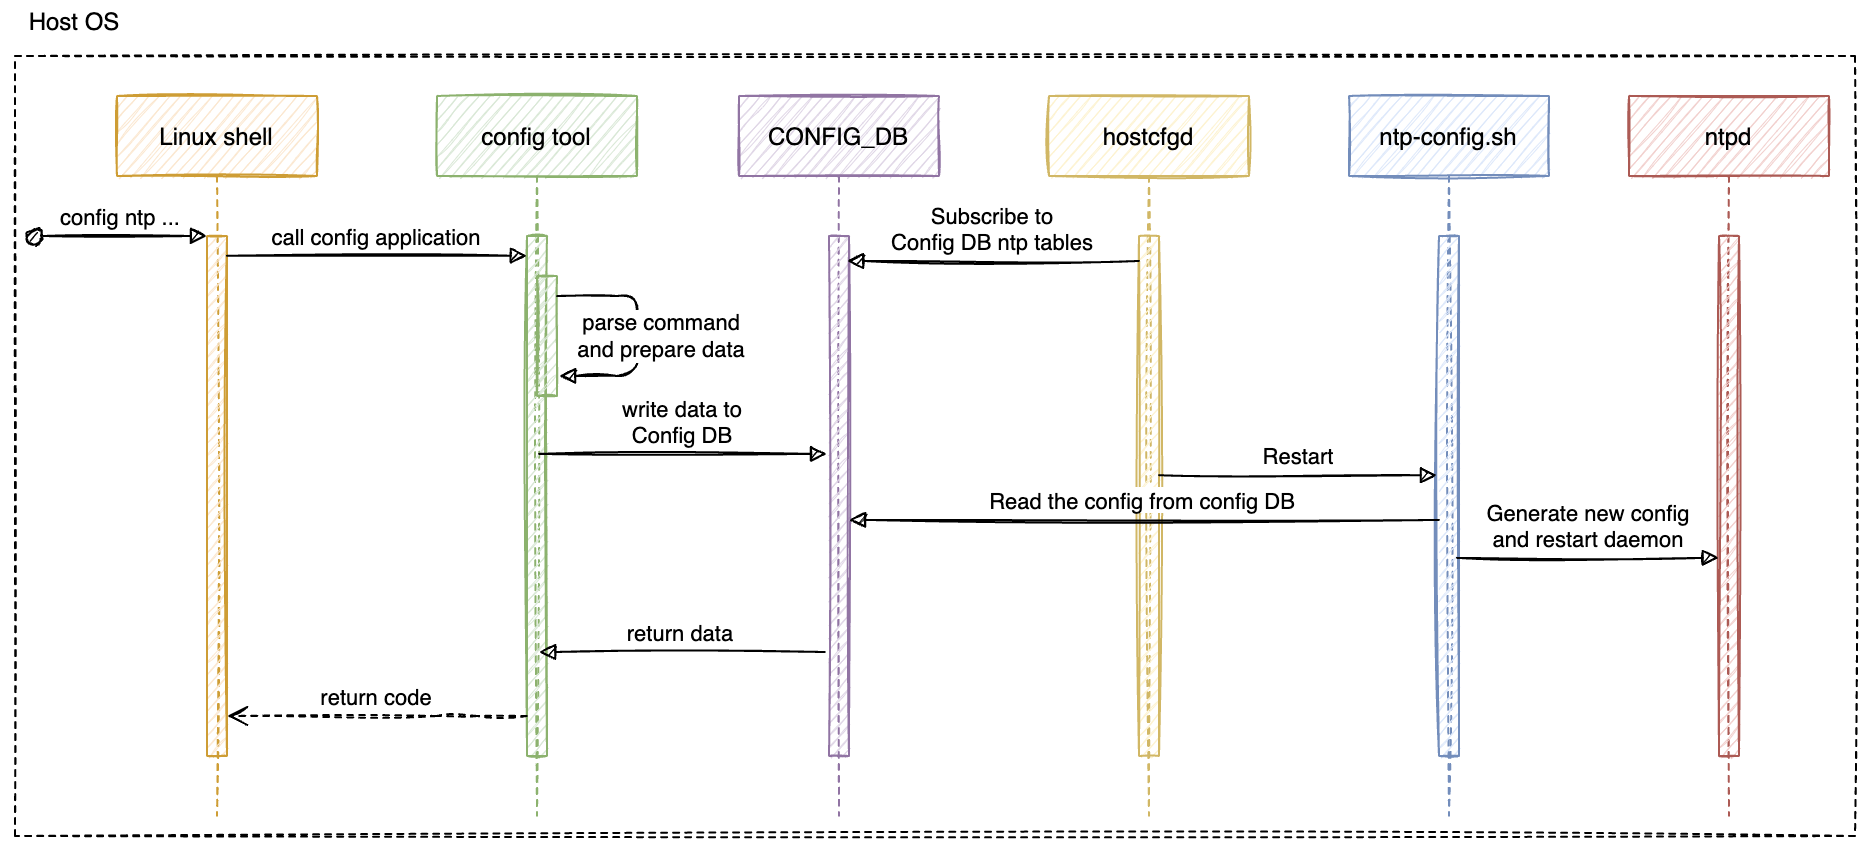 Host OS
Linux shell
config tool
CONFIG_DB
hostcfgd
ntp-config.sh
ntpd
config ntp ...
call config application
Subscribe to
Config DB ntp tables
parse command
and prepare data
write data to
Config DB
Restart
Read the config from config DB
Generate new config
and restart daemon
return data
return code